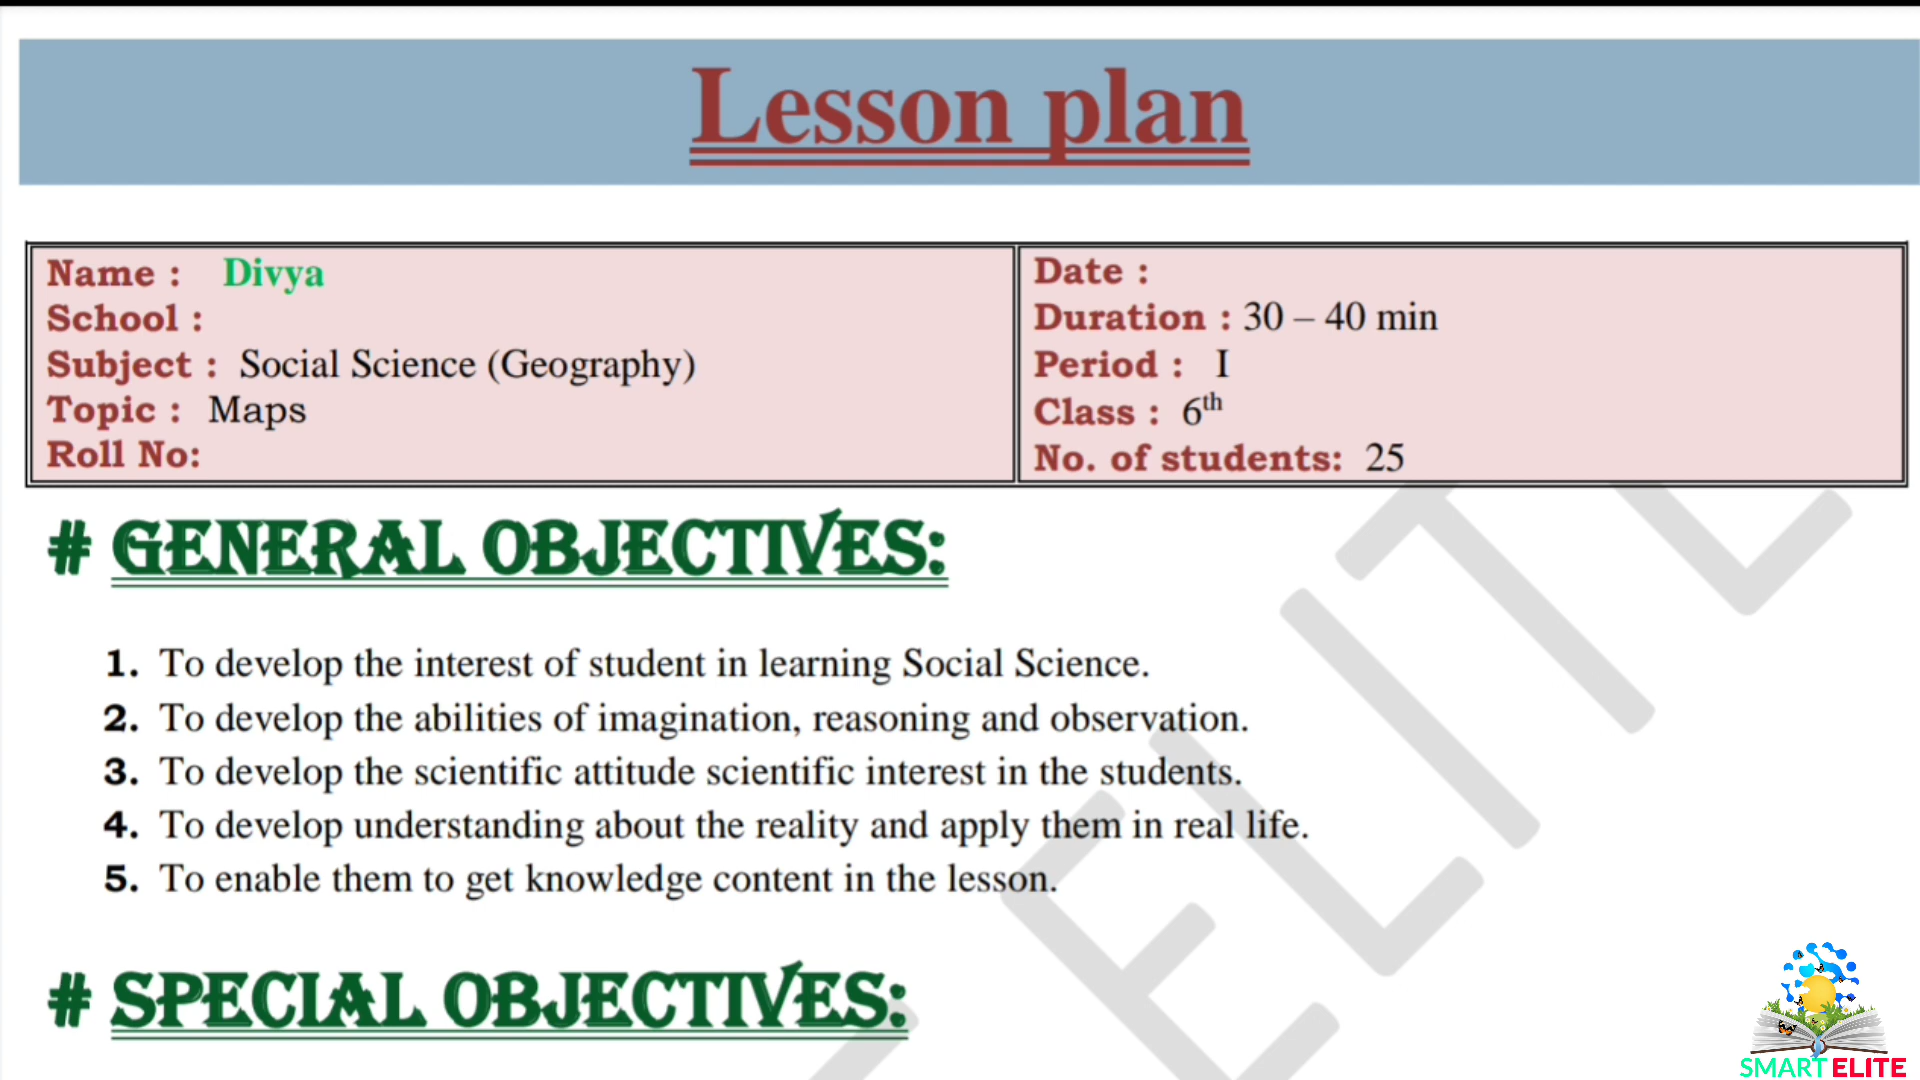 Lesson plan
Name : Divya
School :
Subject : Social Science (Geography)
Topic : Maps
Roll No:
Date :
Duration : 30 – 40 min
Period : I
Class : 6th
No. of students: 25
# GENERAL OBJECTIVES:
1. To develop the interest of student in learning Social Science.
2. To develop the abilities of imagination, reasoning and observation.
3. To develop the scientific attitude scientific interest in the students.
4. To develop understanding about the reality and apply them in real life.
5. To enable them to get knowledge content in the lesson.
# SPECIAL OBJECTIVES:
ELITE
SMART ELITE